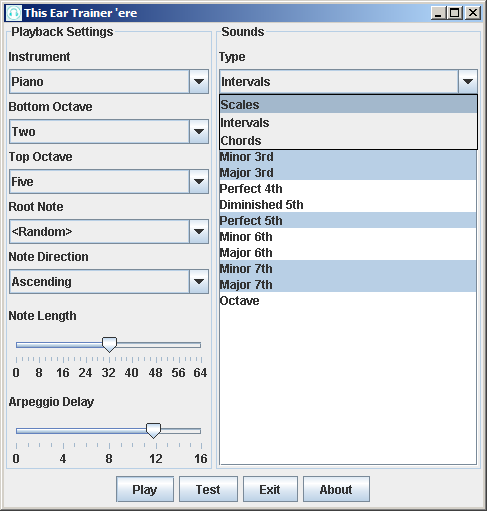 This Ear Trainer 'ere
Playback Settings
Instrument
Piano
Bottom Octave
Two
Top Octave
Five
Root Note
<Random>
Note Direction
Ascending
Note Length
0 8 16 24 32 40 48 56 64
Arpeggio Delay
0 4 8 12 16
Sounds
Type
Intervals
Scales
Intervals
Chords
Minor 3rd
Major 3rd
Perfect 4th
Diminished 5th
Perfect 5th
Minor 6th
Major 6th
Minor 7th
Major 7th
Octave
Play Test Exit About